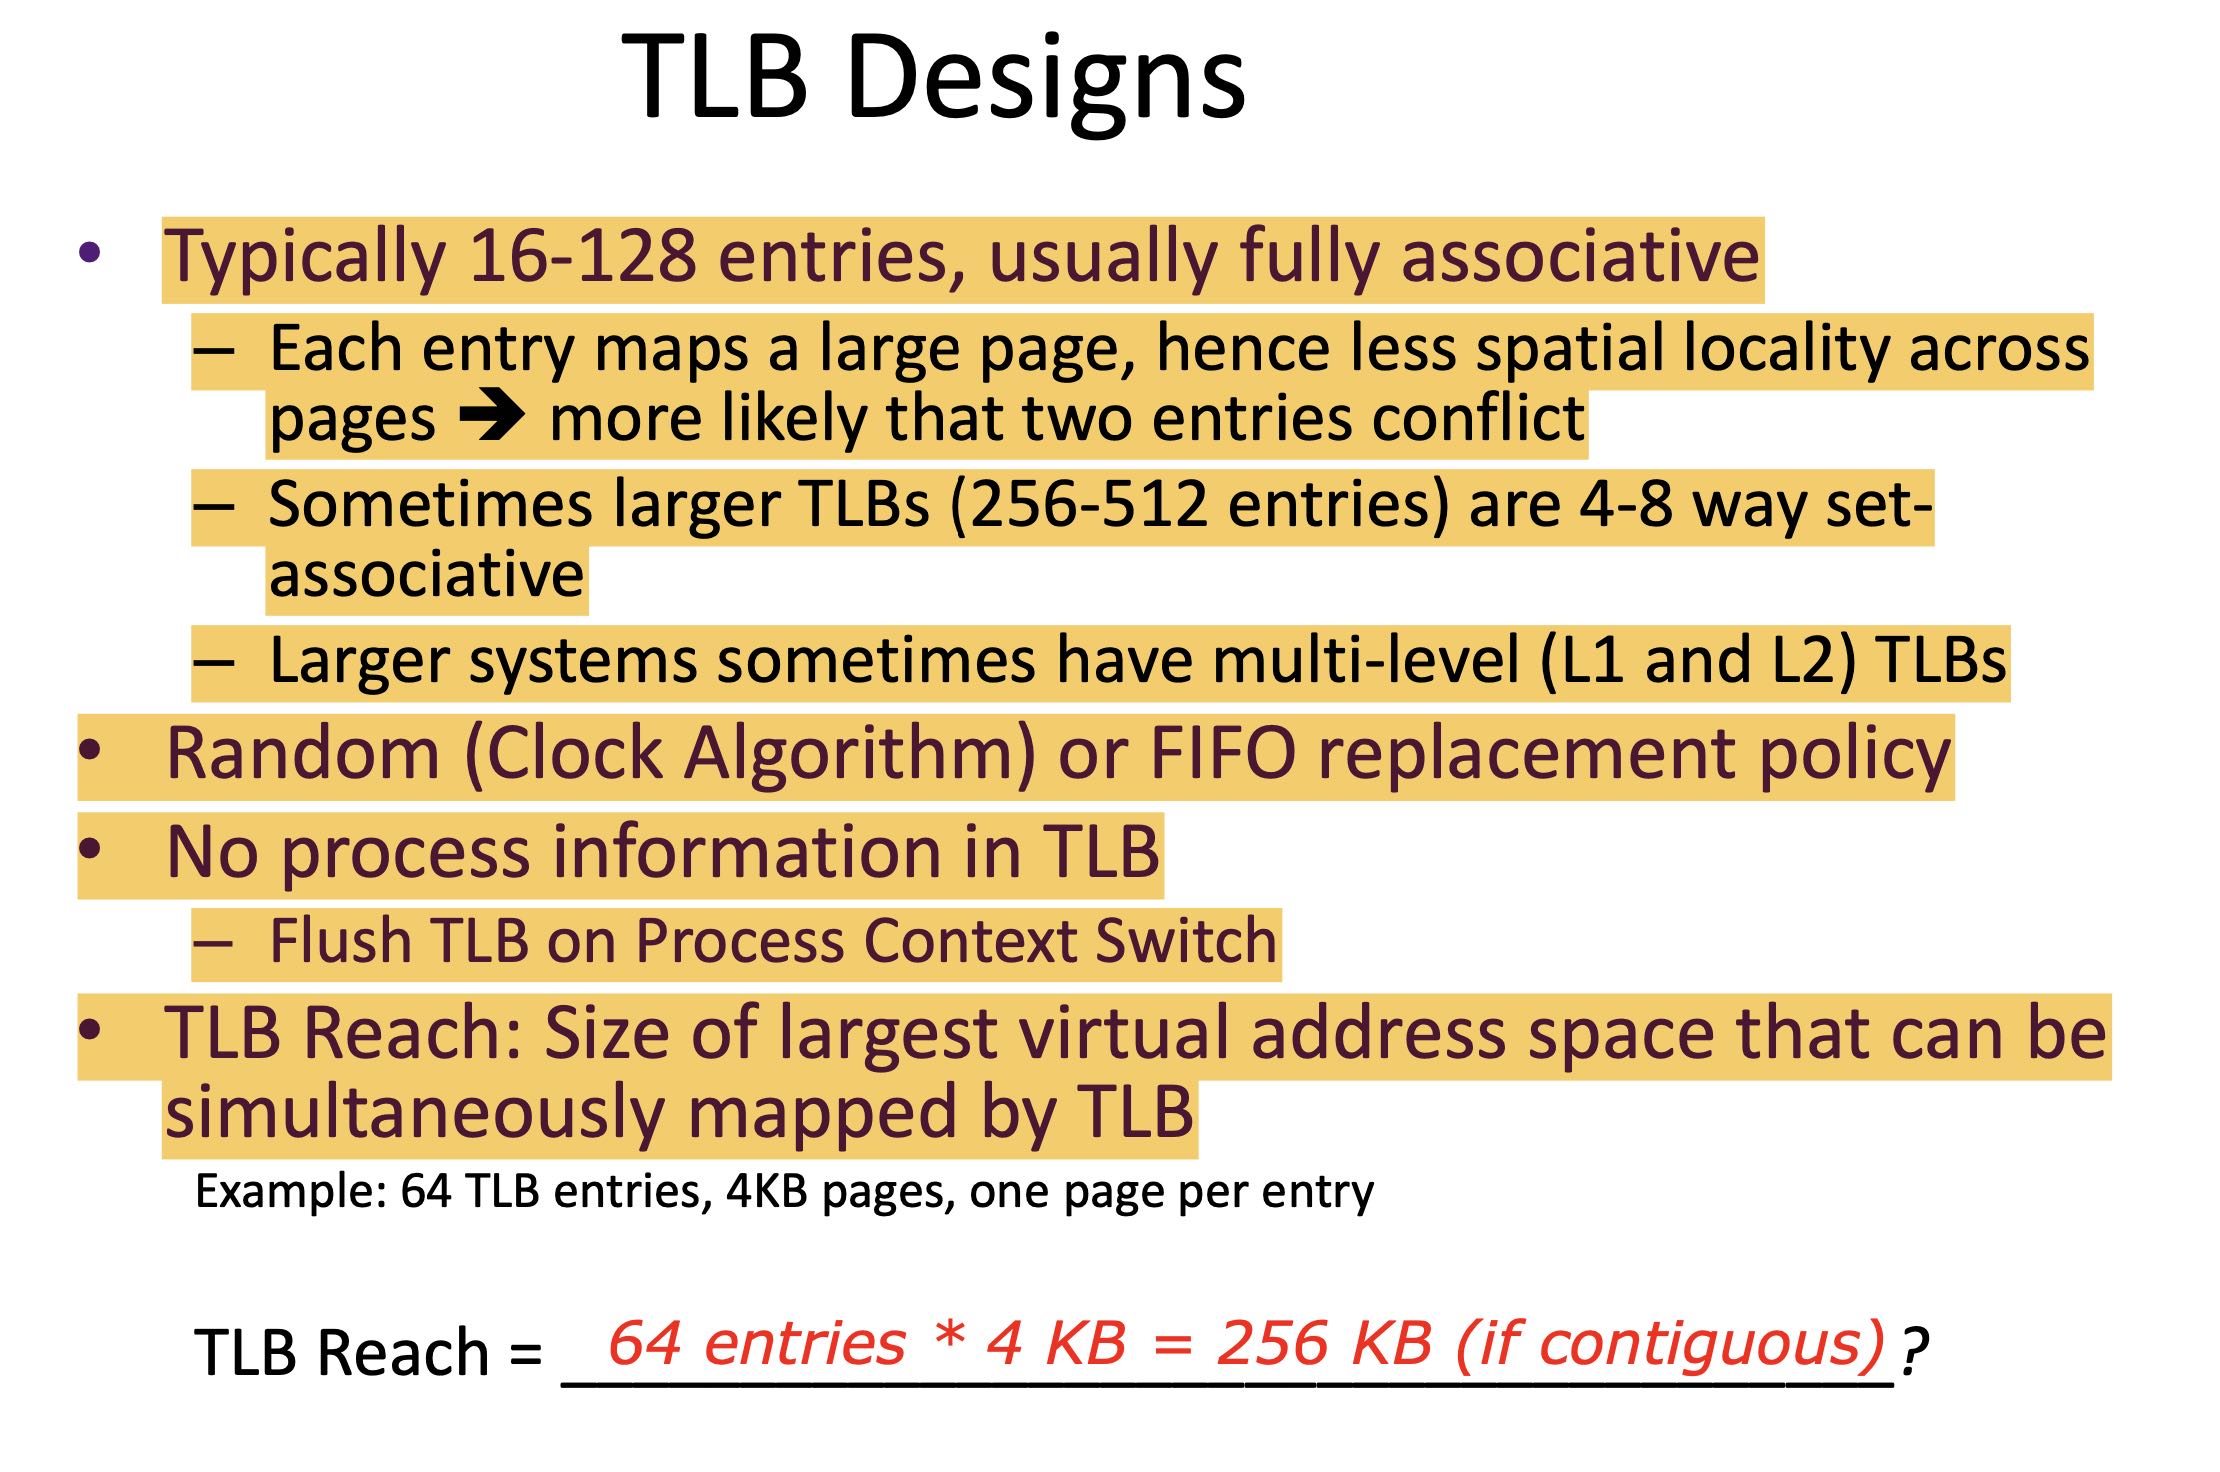 TLB Designs
• Typically 16-128 entries, usually fully associative
– Each entry maps a large page, hence less spatial locality across
pages ➔ more likely that two entries conflict
– Sometimes larger TLBs (256-512 entries) are 4-8 way set-
associative
– Larger systems sometimes have multi-level (L1 and L2) TLBs
• Random (Clock Algorithm) or FIFO replacement policy
• No process information in TLB
– Flush TLB on Process Context Switch
• TLB Reach: Size of largest virtual address space that can be
simultaneously mapped by TLB
Example: 64 TLB entries, 4KB pages, one page per entry
TLB Reach = 64 entries * 4 KB = 256 KB (if contiguous)?